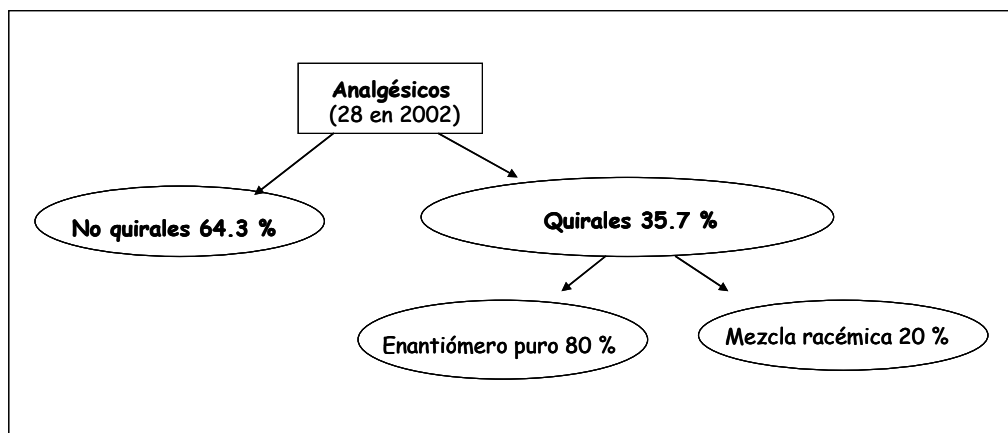 Analgésicos
(28 en 2002)
No quirales 64.3 %
Quirales 35.7 %
Enantiómero puro 80 %
Mezcla racémica 20 %